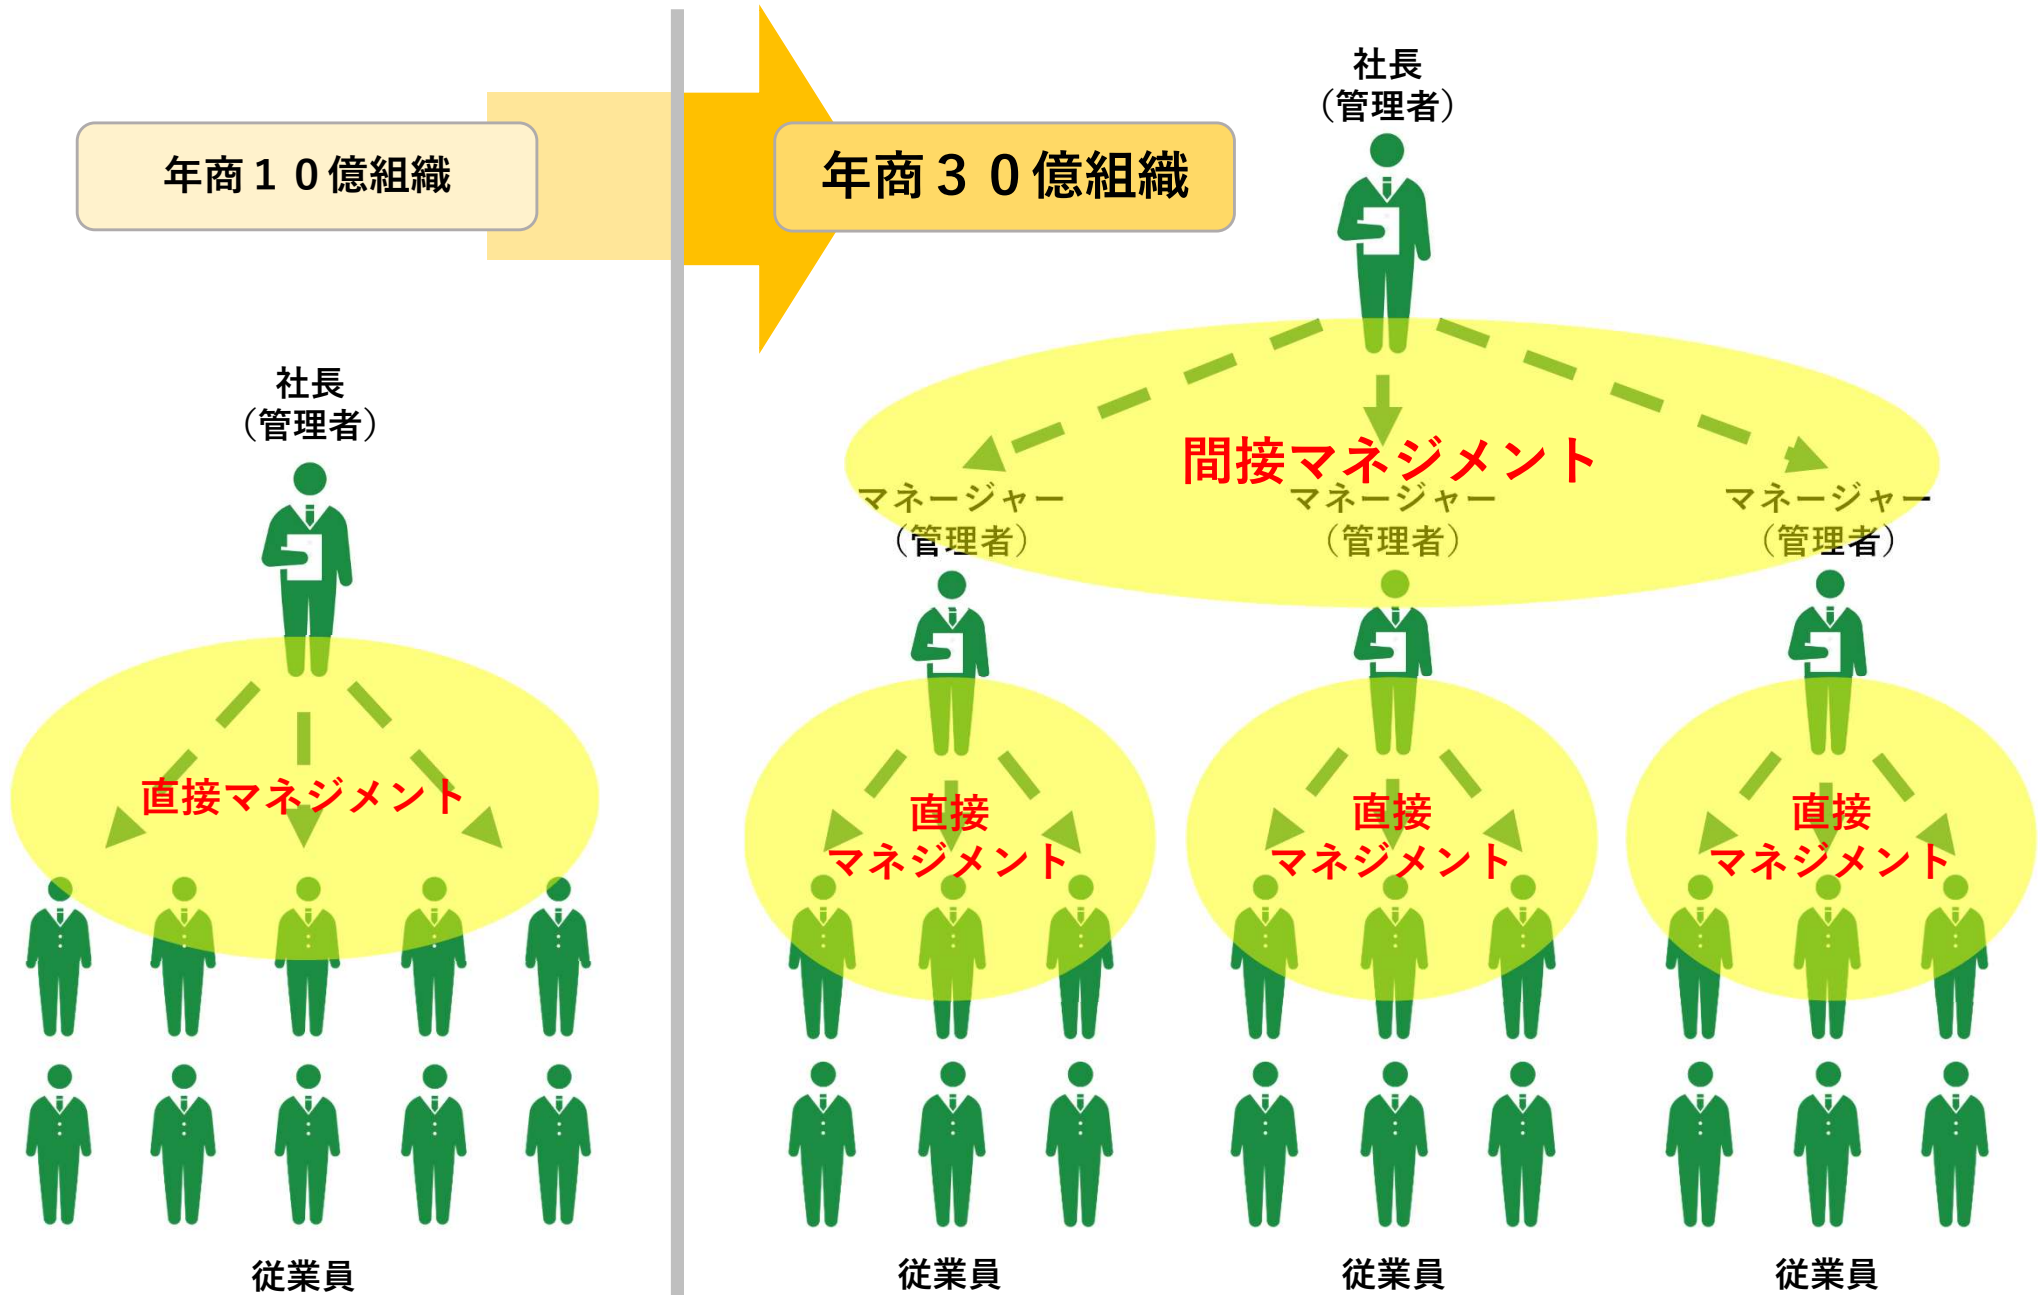 年商１０億組織
社長
（管理者）
直接マネジメント
従業員
年商３０億組織
社長
（管理者）
間接マネジメント
マネージャー
（管理者）
マネージャー
（管理者）
マネージャー
（管理者）
直接
マネジメント
直接
マネジメント
直接
マネジメント
従業員
従業員
従業員